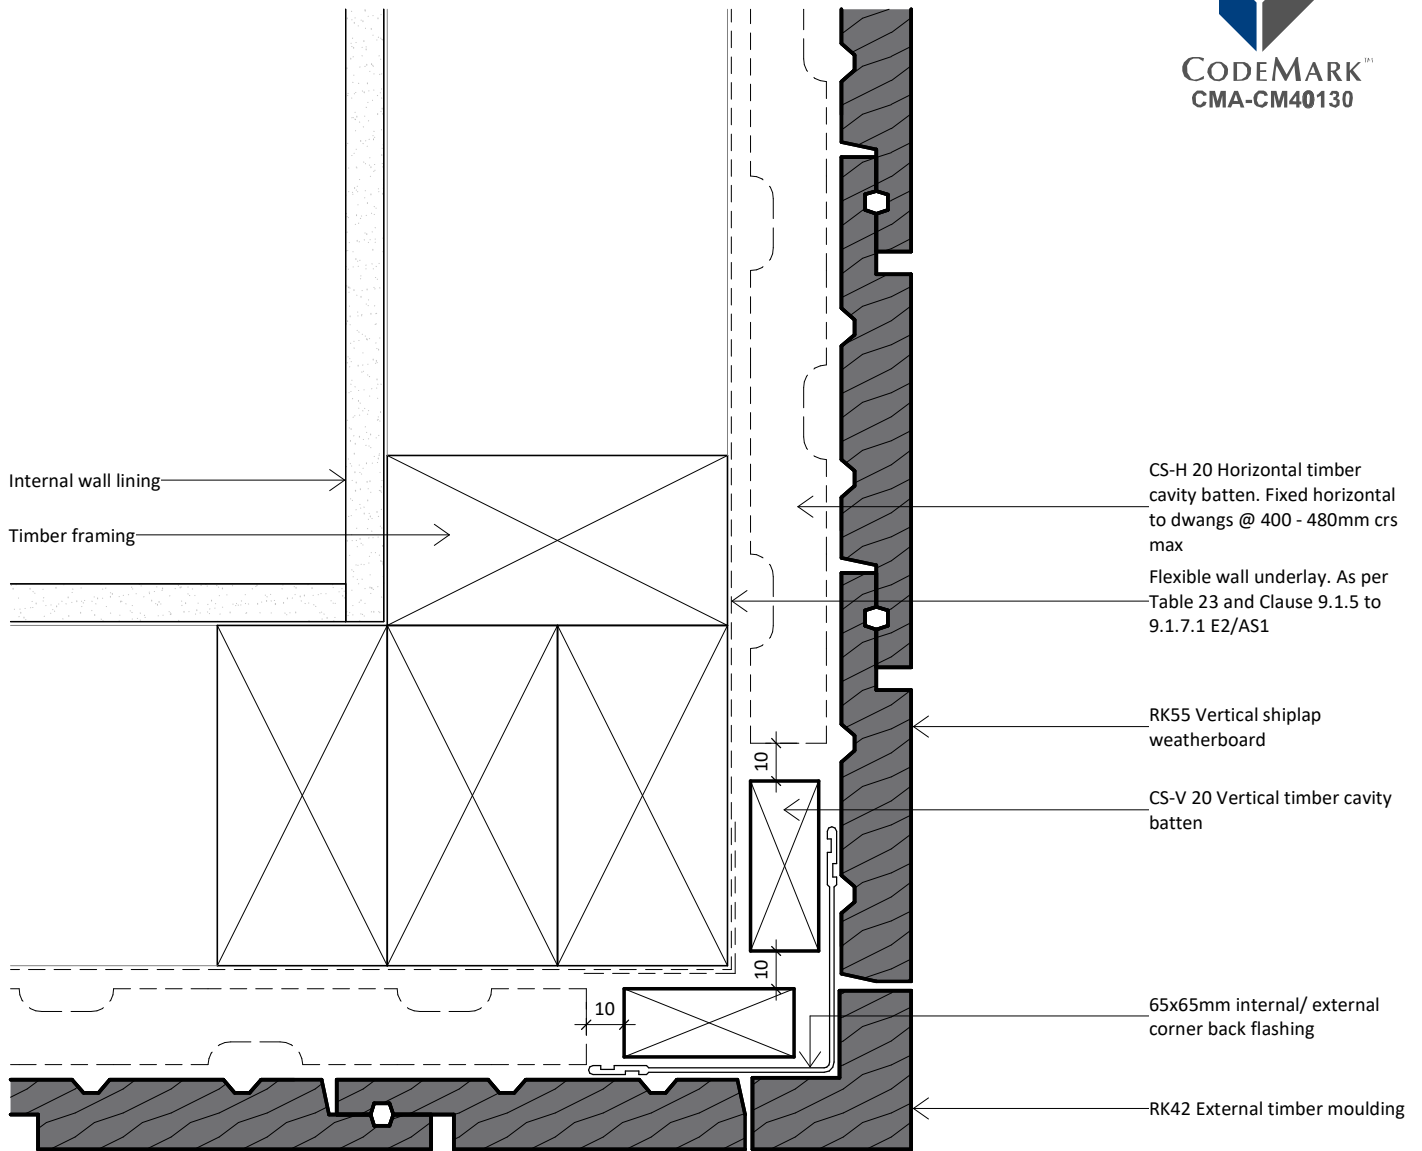 CODEMARK™
CMA-CM40130
Internal wall lining
Timber framing
CS-H 20 Horizontal timber
cavity batten. Fixed horizontal
to dwangs @ 400 - 480mm crs
max
Flexible wall underlay. As per
Table 23 and Clause 9.1.5 to
9.1.7.1 E2/AS1
RK55 Vertical shiplap
weatherboard
10
CS-V 20 Vertical timber cavity
batten
10
10
65x65mm internal/ external
corner back flashing
RK42 External timber moulding